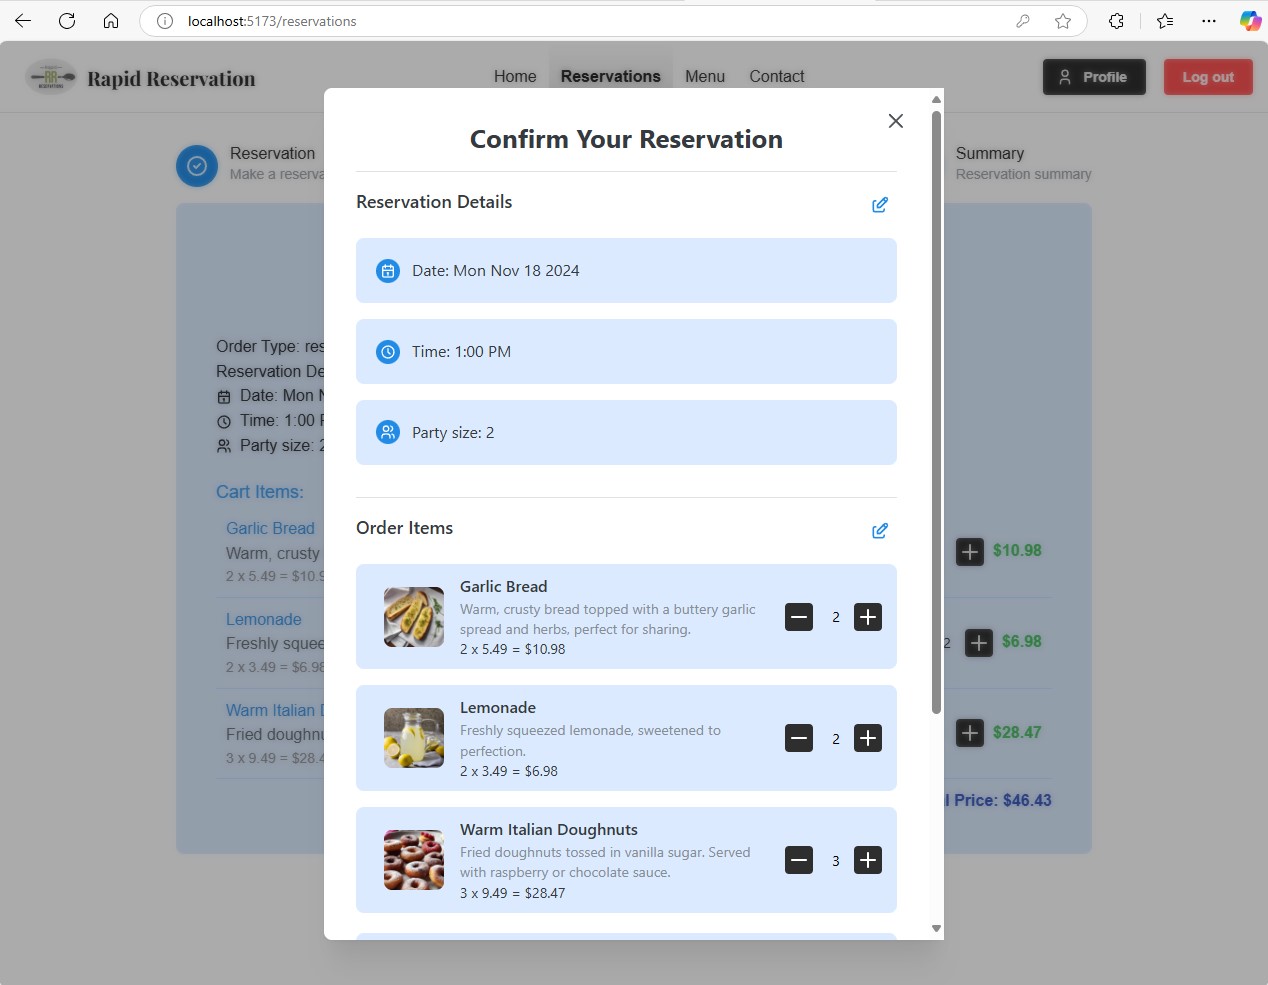 localhost:5173/reservations
RR
Rapid Reservation
Home
Reservations
Menu
Contact
Profile
Log out
Reservation
Make a reserva
Summary
Reservation summary
Order Type: res
Reservation De
Date: Mon N
Time: 1:00 P
Party size: 2
Cart Items:
Garlic Bread
Warm, crusty
2 x 5.49 = $10.9
$10.98
Lemonade
Freshly squee
2 x 3.49 = $6.98
2
$6.98
Warm Italian D
Fried doughnu
3 x 9.49 = $28.4
$28.47
l Price: $46.43
Confirm Your Reservation
Reservation Details
Date: Mon Nov 18 2024
Time: 1:00 PM
Party size: 2
Order Items
Garlic Bread
Warm, crusty bread topped with a buttery garlic
spread and herbs, perfect for sharing.
2 x 5.49 = $10.98
2
Lemonade
Freshly squeezed lemonade, sweetened to
perfection.
2 x 3.49 = $6.98
2
Warm Italian Doughnuts
Fried doughnuts tossed in vanilla sugar. Served
with raspberry or chocolate sauce.
3 x 9.49 = $28.47
3